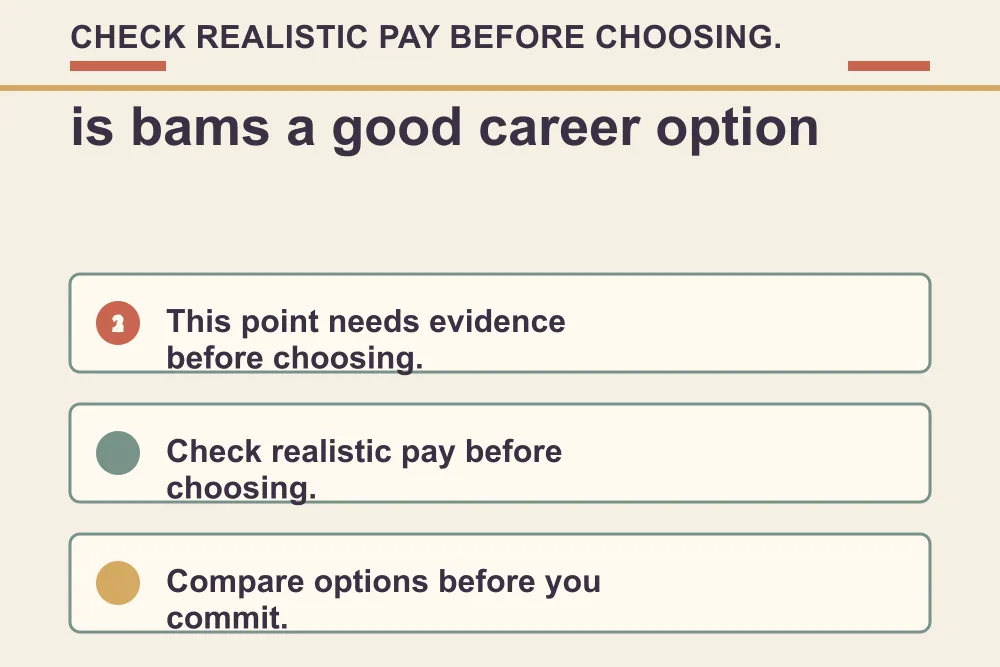 CHECK REALISTIC PAY BEFORE CHOOSING.
is bams a good career option
This point needs evidence
before choosing.
Check realistic pay before
choosing.
Compare options before you
commit.